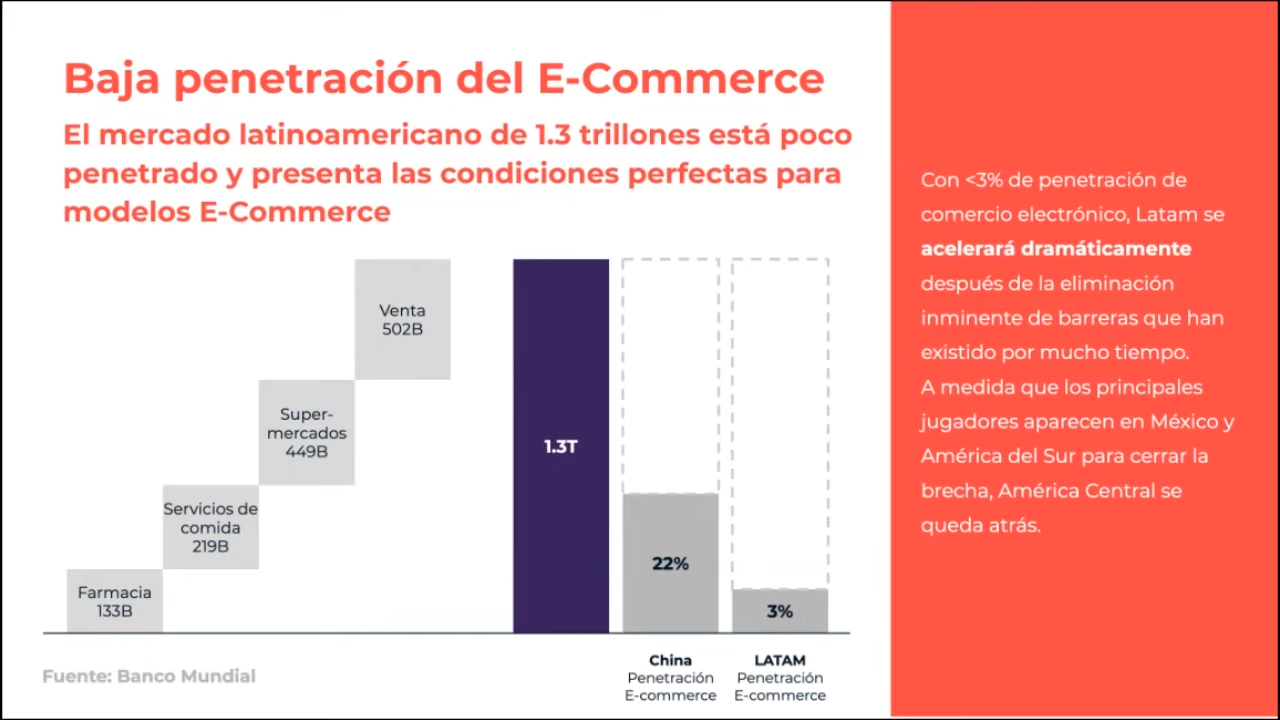 Baja penetración del E-Commerce
El mercado latinoamericano de 1.3 trillones está poco
penetrado y presenta las condiciones perfectas para
modelos E-Commerce
Venta
502B
Super-
mercados
449B
Servicios de
comida
219B
Farmacia
133B
1.3T
22%
3%
China
Penetración
E-commerce
LATAM
Penetración
E-commerce
Fuente: Banco Mundial
Con <3% de penetración de
comercio electrónico, Latam se
acelerará dramáticamente
después de la eliminación
inminente de barreras que han
existido por mucho tiempo.
A medida que los principales
jugadores aparecen en México y
América del Sur para cerrar la
brecha, América Central se
queda atrás.